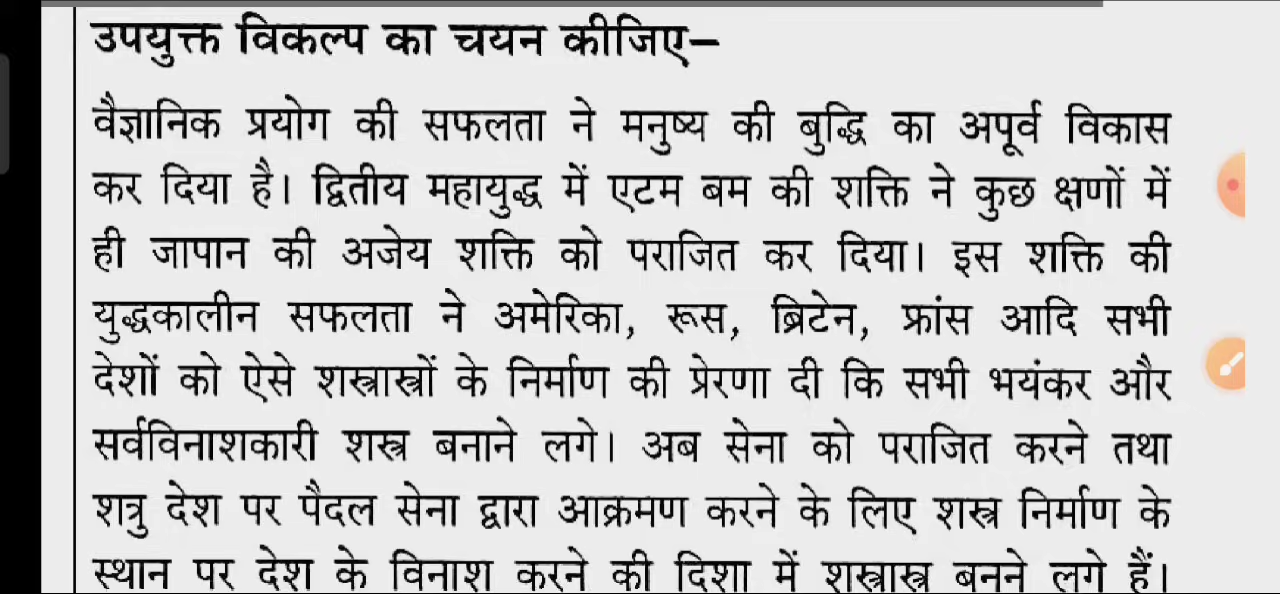 उपयुक्त विकल्प का चयन कीजिए–
वैज्ञानिक प्रयोग की सफलता ने मनुष्य की बुद्धि का अपूर्व विकास
कर दिया है। द्वितीय महायुद्ध में एटम बम की शक्ति ने कुछ क्षणों में
ही जापान की अजेय शक्ति को पराजित कर दिया। इस शक्ति की
युद्धकालीन सफलता ने अमेरिका, रूस, ब्रिटेन, फ्रांस आदि सभी
देशों को ऐसे शस्त्रास्त्रों के निर्माण की प्रेरणा दी कि सभी भयंकर और
सर्वविनाशकारी शस्त्र बनाने लगे। अब सेना को पराजित करने तथा
शत्रु देश पर पैदल सेना द्वारा आक्रमण करने के लिए शस्त्र निर्माण के
स्थान पर देश के विनाश करने की दिशा में शस्त्रास्त्र बनने लगे हैं।